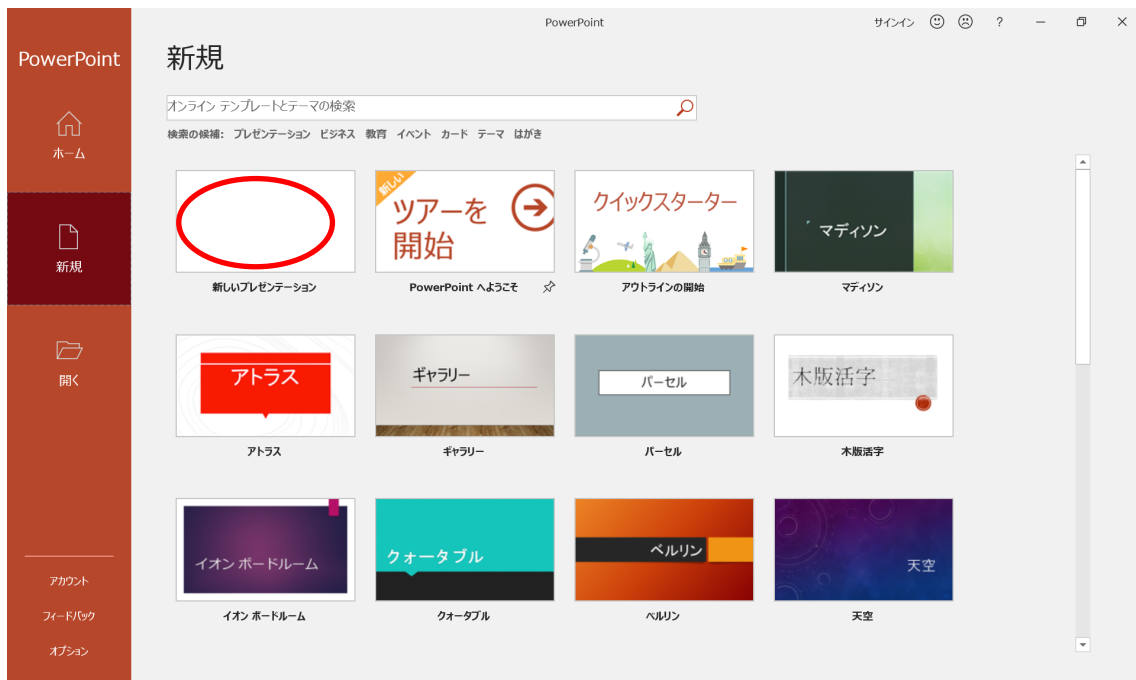 PowerPoint
サインイン
?
PowerPoint
新規
ホーム
新規
開く
アカウント
フィードバック
オプション
オンライン テンプレートとテーマの検索
検索の候補: プレゼンテーション ビジネス 教育 イベント カード テーマ はがき
新しいプレゼンテーション
新しい
ツアーを
開始
PowerPoint へようこそ
クイックスターター
アウトラインの開始
マディソン
マディソン
アトラス
アトラス
ギャラリー
ギャラリー
パーセル
パーセル
木版活字
木版活字
イオン ボードルーム
イオン ボードルーム
クォータブル
クォータブル
ベルリン
ベルリン
天空
天空